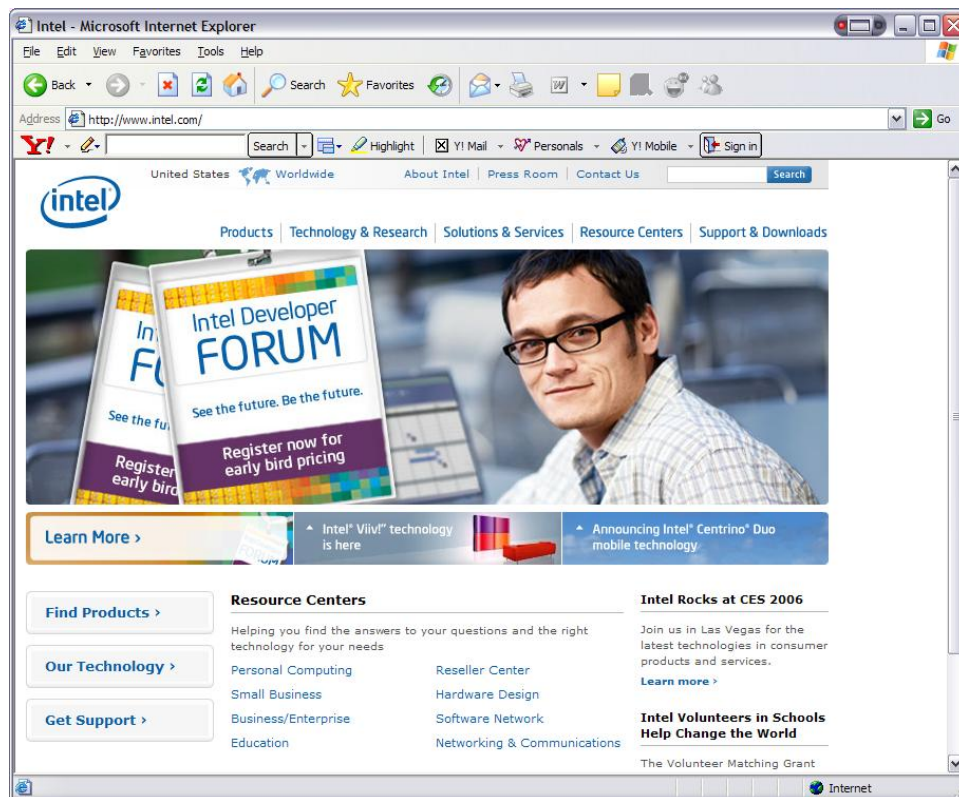 Intel - Microsoft Internet Explorer
File Edit View Favorites Tools Help
Back Search Favorites
Address http://www.intel.com/ Go
Y! Search Highlight Y! Mail Personals Y! Mobile Sign in
United States Worldwide About Intel | Press Room | Contact Us Search
intel
Products | Technology & Research | Solutions & Services | Resource Centers | Support & Downloads
Intel Developer
FORUM
See the future. Be the future.
Register now for
early bird pricing
In
FO
See the fu
Register
early bird
Learn More ›
Intel® Viiv!™ technology
is here
Announcing Intel® Centrino® Duo
mobile technology
FORUM
Find Products ›
Our Technology ›
Get Support ›
Resource Centers
Helping you find the answers to your questions and the right
technology for your needs
Personal Computing Reseller Center
Small Business Hardware Design
Business/Enterprise Software Network
Education Networking & Communications
Intel Rocks at CES 2006
Join us in Las Vegas for the
latest technologies in consumer
products and services.
Learn more ›
Intel Volunteers in Schools
Help Change the World
The Volunteer Matching Grant
Internet